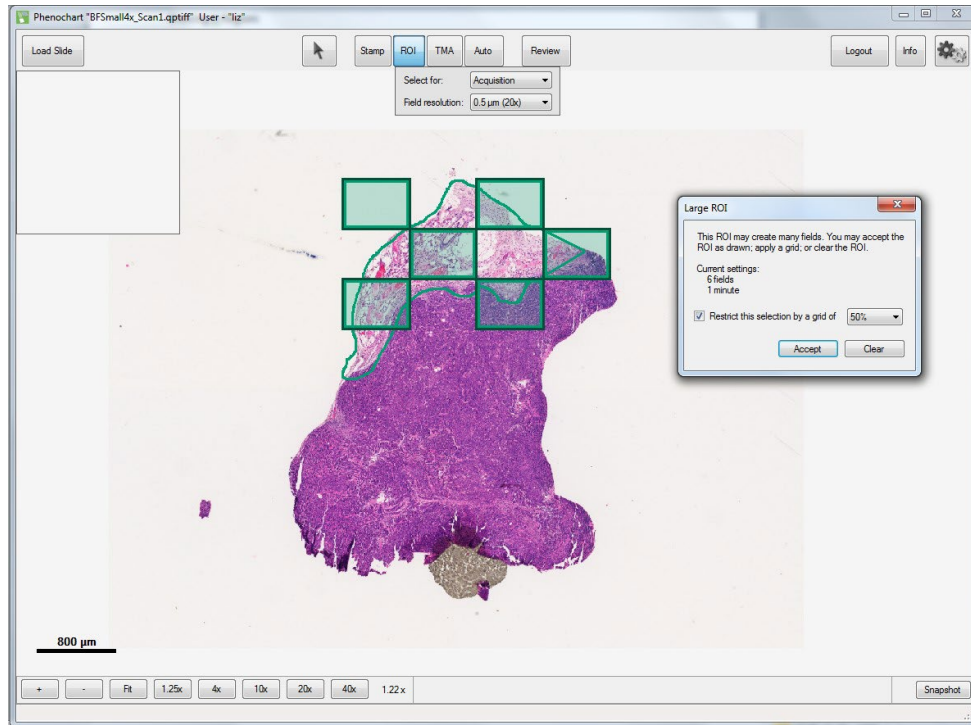 Phenochart "BFSmall4x_Scan1.qptiff" User - "liz"
Load Slide
Stamp
ROI
TMA
Auto
Review
Logout
Info
Select for:
Acquisition
Field resolution:
0.5 µm (20x)
Large ROI
This ROI may create many fields. You may accept the
ROI as drawn; apply a grid; or clear the ROI.
Current settings:
6 fields
1 minute
Restrict this selection by a grid of
50%
Accept
Clear
800 µm
+
-
Fit
1.25x
4x
10x
20x
40x
1.22 x
Snapshot